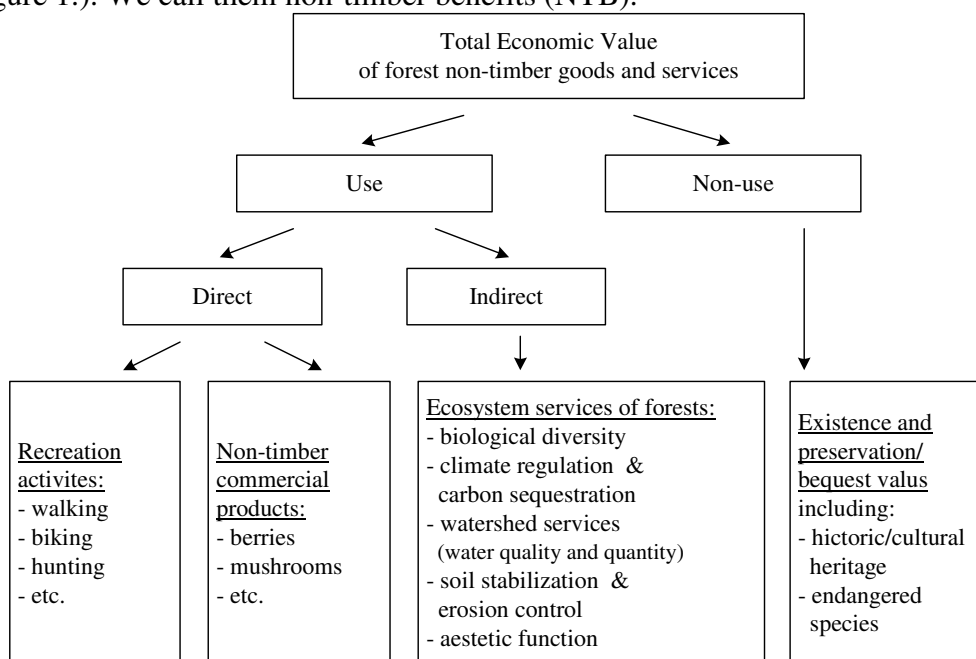 gure 1.). We call them non-timber benefits (NTB).
Total Economic Value
of forest non-timber goods and services
Use
Non-use
Direct
Indirect
Recreation
activites:
- walking
- biking
- hunting
- etc.
Non-timber
commercial
products:
- berries
- mushrooms
- etc.
Ecosystem services of forests:
- biological diversity
- climate regulation &
carbon sequestration
- watershed services
(water quality and quantity)
- soil stabilization &
erosion control
- aestetic function
Existence and
preservation/
bequest valus
including:
- hictoric/cultural
heritage
- endangered
species